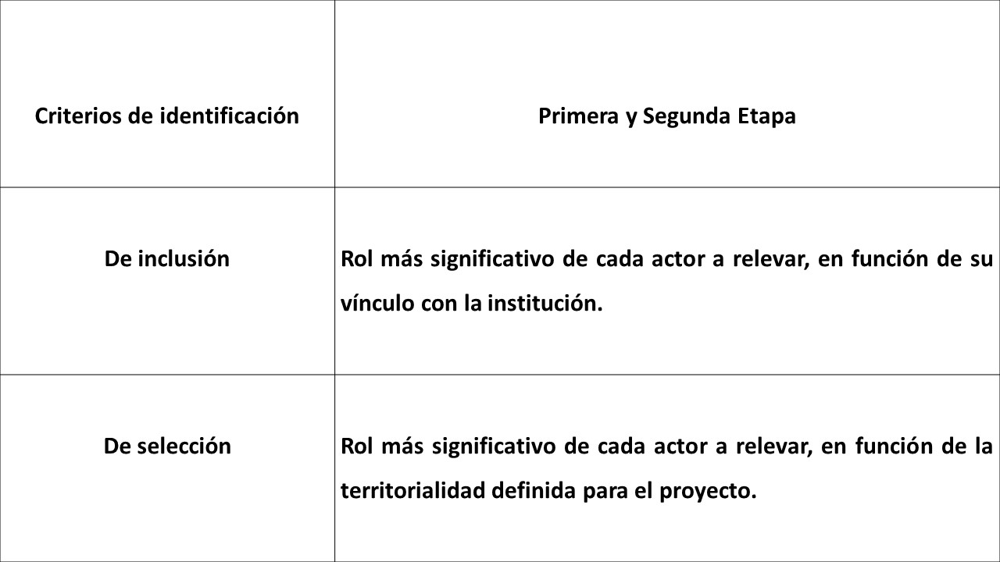 Criterios de identificación
Primera y Segunda Etapa
De inclusión
Rol más significativo de cada actor a relevar, en función de su
vínculo con la institución.
De selección
Rol más significativo de cada actor a relevar, en función de la
territorialidad definida para el proyecto.